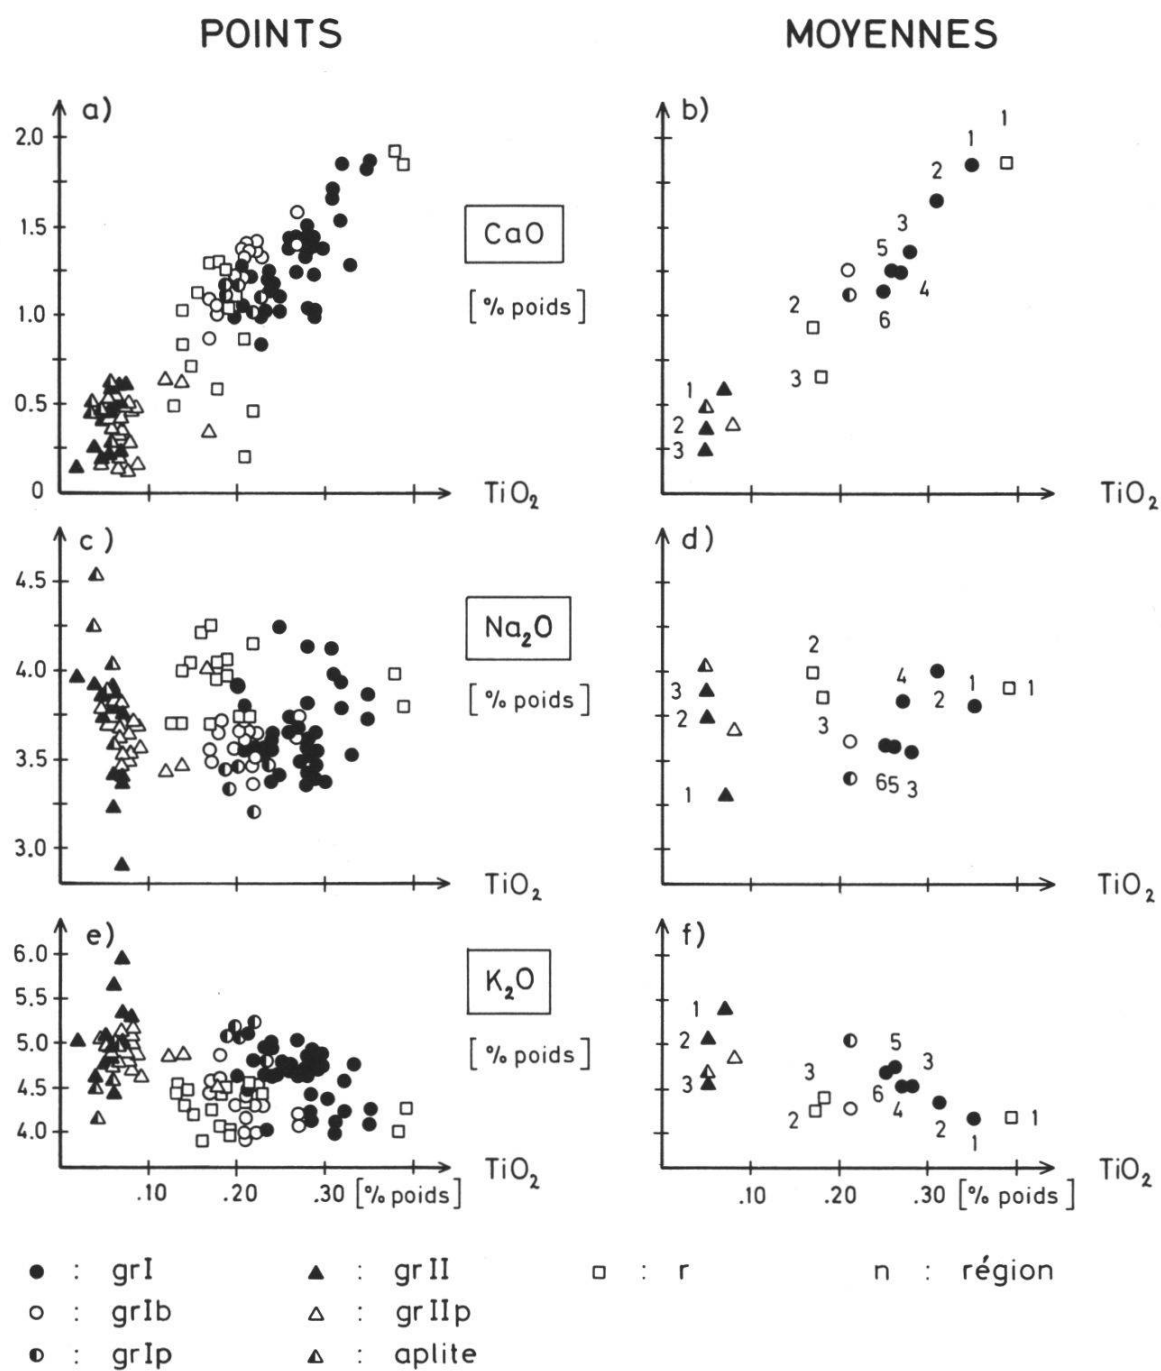 POINTS MOYENNES
a) b)
2.0
1.5
1.0
0.5
0
CaO
[% poids]
TiO₂ TiO₂
1
1
2
3
5
4
6
2
3
1
2
3
c) d)
4.5
4.0
3.5
3.0
Na₂O
[% poids]
TiO₂ TiO₂
2
4
3
2
1
1
2
3
1
65 3
e) f)
6.0
5.5
5.0
4.5
4.0
K₂O
[% poids]
TiO₂ TiO₂
1
2
5
3
3
3
6
4
2
2
1
1
.10 .20 .30 [% poids] .10 .20 .30 [% poids]
● : grI ▲ : grII □ : r n : région
○ : grIb △ : grIIp
◐ : grIp ◭ : aplite